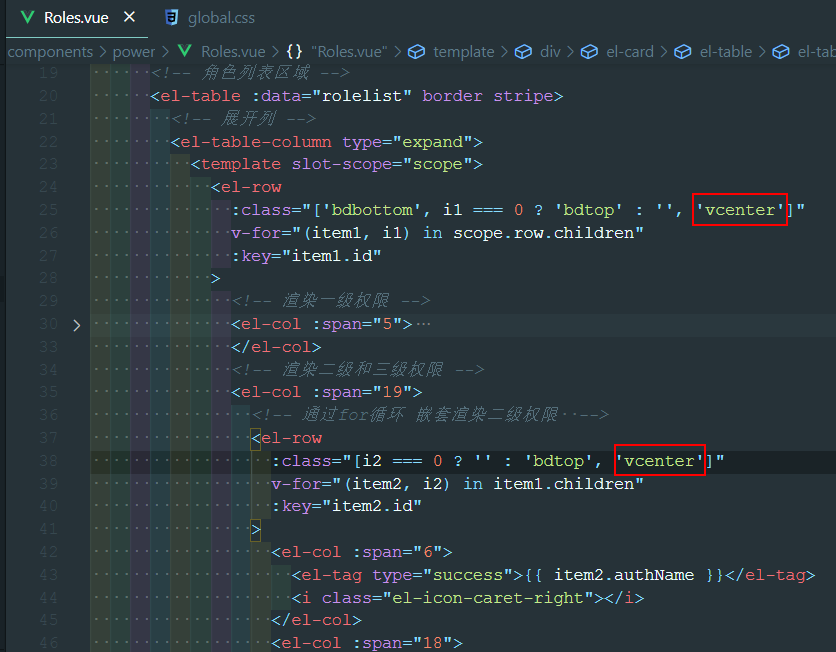 Roles.vue × global.css
components > power > Roles.vue > {} "Roles.vue" > template > div > el-card > el-table > el-tab
19 <!-- 角色列表区域 -->
20 <el-table :data="rolelist" border stripe>
21 <!-- 展开列 -->
22 <el-table-column type="expand">
23 <template slot-scope="scope">
24 <el-row
25 :class="['bdbottom', i1 === 0 ? 'bdtop' : '', 'vcenter']"
26 v-for="(item1, i1) in scope.row.children"
27 :key="item1.id"
28 >
29 <!-- 渲染一级权限 -->
30 <el-col :span="5">…
33 </el-col>
34 <!-- 渲染二级和三级权限 -->
35 <el-col :span="19">
36 <!-- 通过for循环 嵌套渲染二级权限  -->
37 <el-row
38 :class="[i2 === 0 ? '' : 'bdtop', 'vcenter']"
39 v-for="(item2, i2) in item1.children"
40 :key="item2.id"
41 >
42 <el-col :span="6">
43 <el-tag type="success">{{ item2.authName }}</el-tag>
44 <i class="el-icon-caret-right"></i>
45 </el-col>
46 <el-col :span="18">